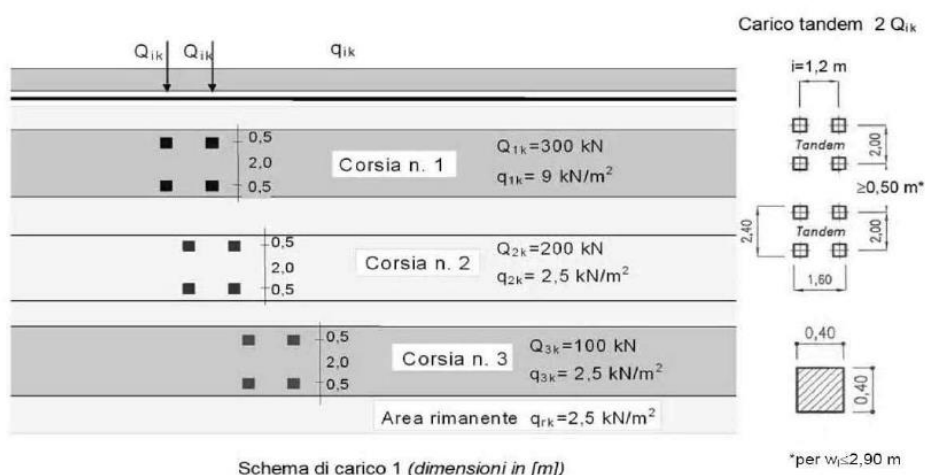 Carico tandem 2 Qik
Qik Qik qik
i=1,2 m
0,5
2,0
0,5
Corsia n. 1
Q1k=300 kN
q1k= 9 kN/m²
Tandem
2,00
≥0,50 m*
0,5
2,0
0,5
Corsia n. 2
Q2k=200 kN
q2k= 2,5 kN/m²
2,40
Tandem
2,00
1,60
0,5
2,0
0,5
Corsia n. 3
Q3k=100 kN
q3k= 2,5 kN/m²
0,40
0,40
Area rimanente qrk=2,5 kN/m²
Schema di carico 1 (dimensioni in [m])
*per wl≤2,90 m